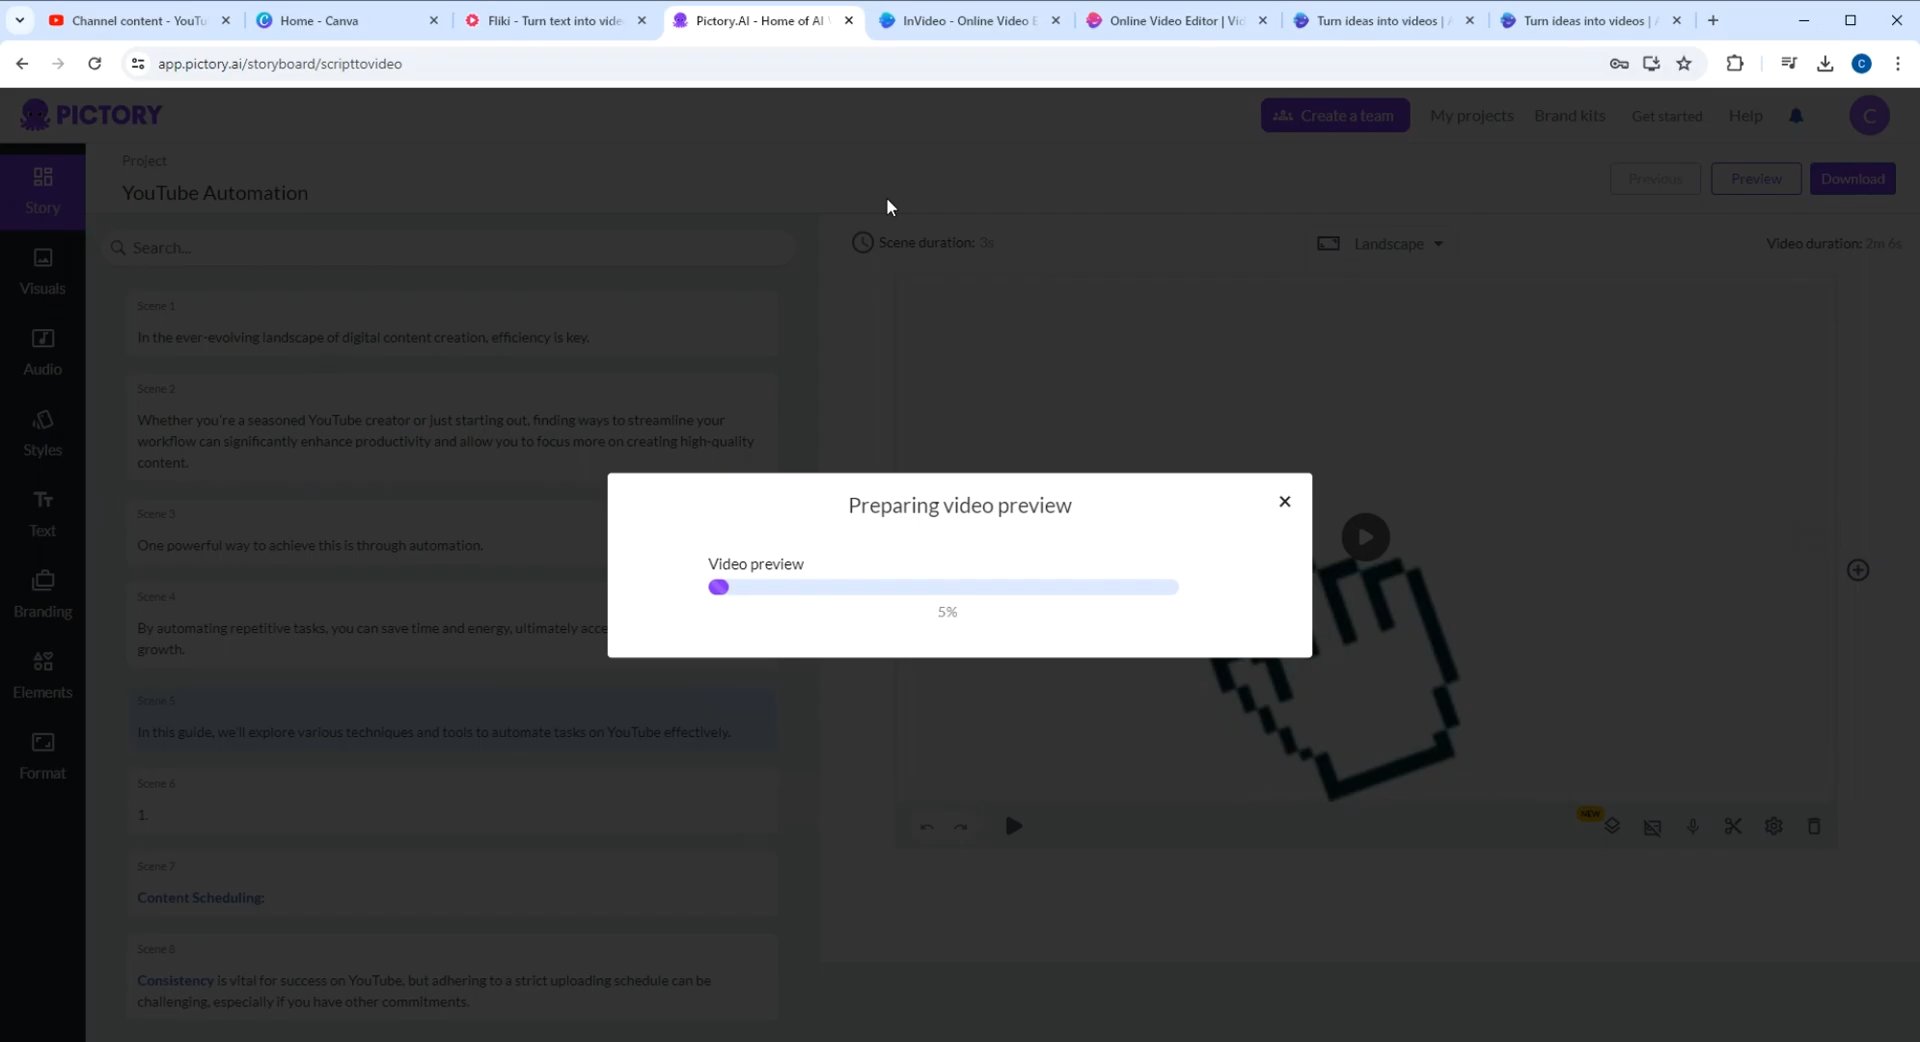 Channel content - YouTu
Home - Canva
Fliki - Turn text into vide
Pictory.AI - Home of AI
InVideo - Online Video E
Online Video Editor | Vid
Turn ideas into videos | A
Turn ideas into videos | A
app.pictory.ai/storyboard/scripttovideo
C
PICTORY
Create a team
My projects
Brand kits
Get started
Help
C
Project
YouTube Automation
Previous
Preview
Download
Story
Visuals
Audio
Styles
Text
Branding
Elements
Format
Search...
Scene duration: 3s
Landscape
Video duration: 2m 6s
Scene 1
In the ever-evolving landscape of digital content creation, efficiency is key.
Scene 2
Whether you're a seasoned YouTube creator or just starting out, finding ways to streamline your
workflow can significantly enhance productivity and allow you to focus more on creating high-quality
content.
Scene 3
One powerful way to achieve this is through automation.
Scene 4
By automating repetitive tasks, you can save time and energy, ultimately acce
growth.
Scene 5
In this guide, we'll explore various techniques and tools to automate tasks on YouTube effectively.
Scene 6
1.
Scene 7
Content Scheduling:
Scene 8
Consistency is vital for success on YouTube, but adhering to a strict uploading schedule can be
challenging, especially if you have other commitments.
Preparing video preview
Video preview
5%
NEW